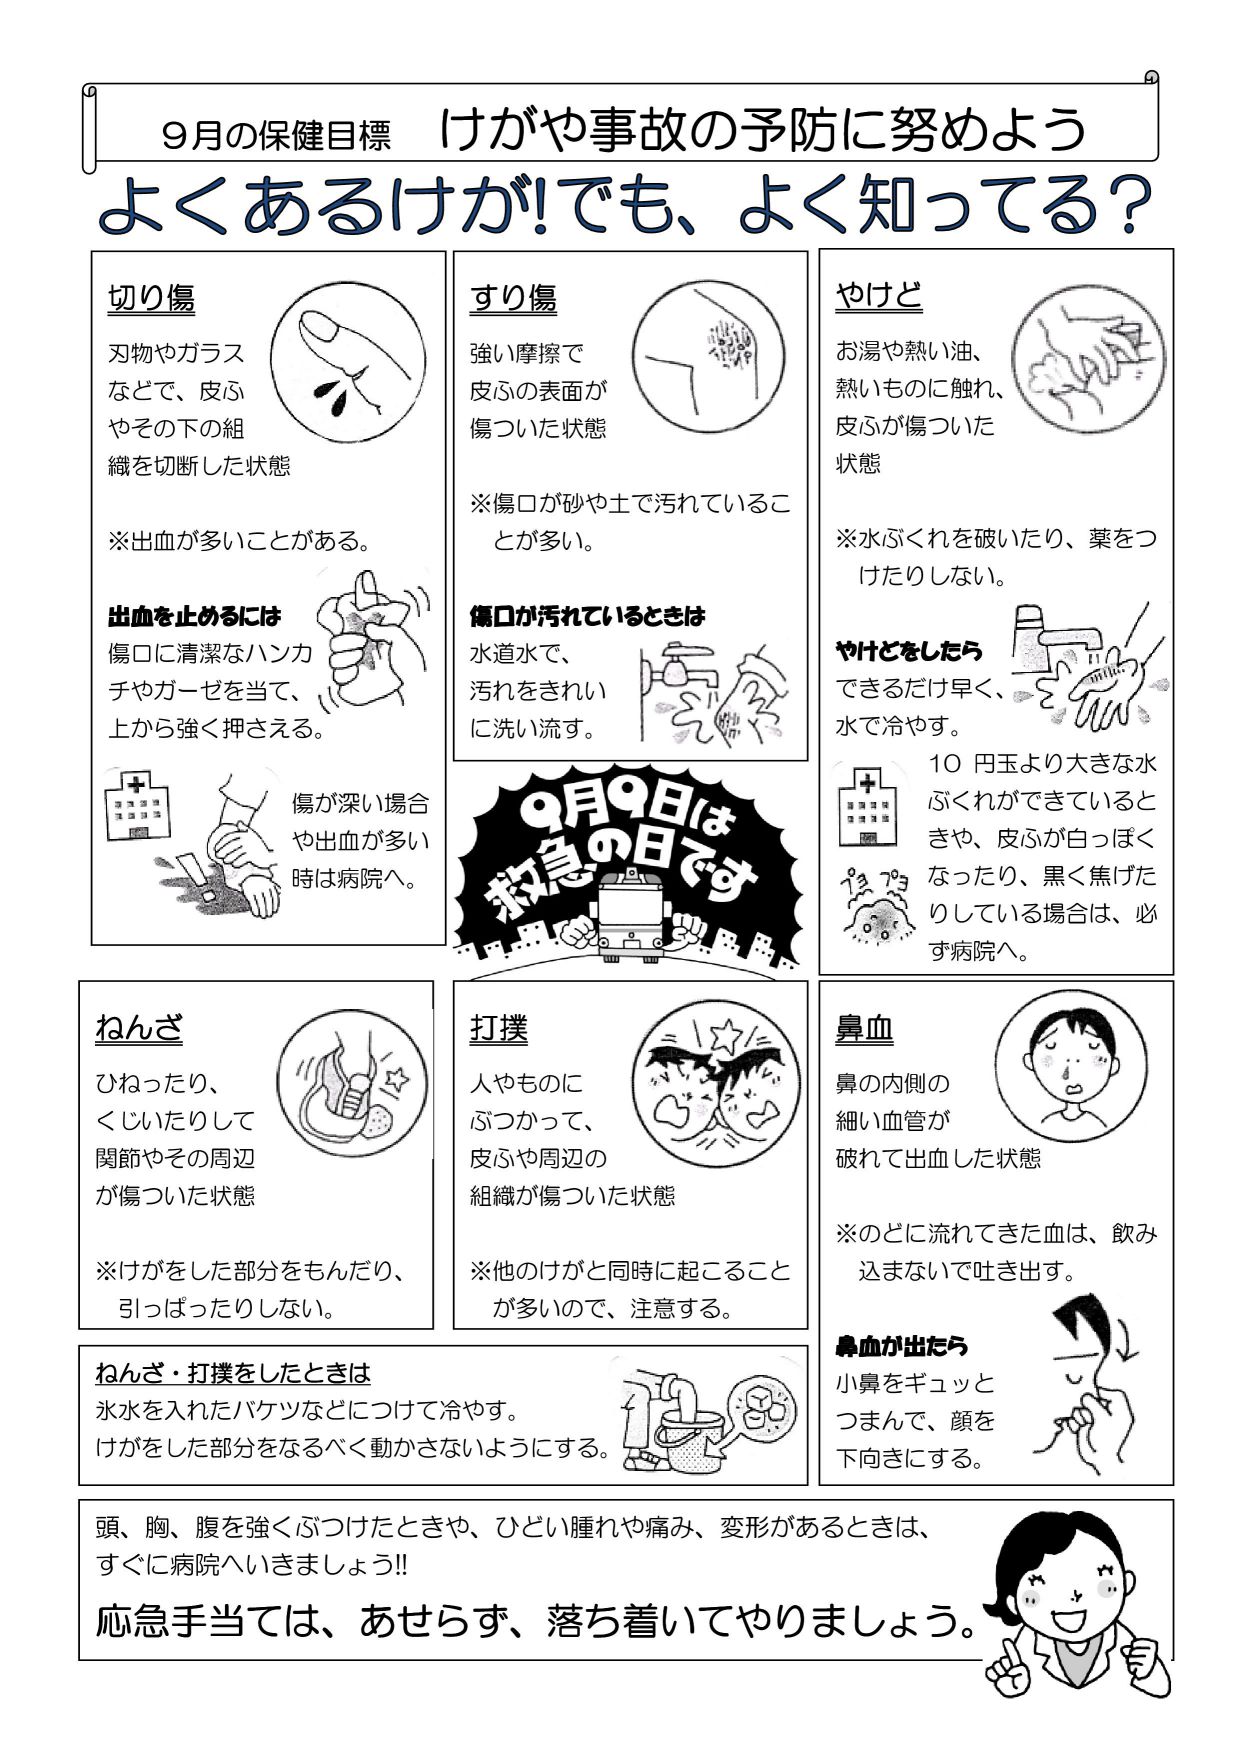 ９月の保健目標　けがや事故の予防に努めよう
よくあるけが!でも、よく知ってる？
切り傷
刃物やガラス
などで、皮ふ
やその下の組
織を切断した状態
※出血が多いことがある。
出血を止めるには
傷口に清潔なハンカ
チやガーゼを当て、
上から強く押さえる。
傷が深い場合
や出血が多い
時は病院へ。
すり傷
強い摩擦で
皮ふの表面が
傷ついた状態
※傷口が砂や土で汚れているこ
とが多い。
傷口が汚れているときは
水道水で、
汚れをきれい
に洗い流す。
やけど
お湯や熱い油、
熱いものに触れ、
皮ふが傷ついた
状態
※水ぶくれを破いたり、薬をつ
けたりしない。
やけどをしたら
できるだけ早く、
水で冷やす。
10 円玉より大きな水
ぶくれができていると
きや、皮ふが白っぽく
なったり、黒く焦げた
りしている場合は、必
ず病院へ。
９月９日は
救急の日です
ねんざ
ひねったり、
くじいたりして
関節やその周辺
が傷ついた状態
※けがをした部分をもんだり、
引っぱったりしない。
打撲
人やものに
ぶつかって、
皮ふや周辺の
組織が傷ついた状態
※他のけがと同時に起こること
が多いので、注意する。
鼻血
鼻の内側の
細い血管が
破れて出血した状態
※のどに流れてきた血は、飲み
込まないで吐き出す。
鼻血が出たら
小鼻をギュッと
つまんで、顔を
下向きにする。
ねんざ・打撲をしたときは
氷水を入れたバケツなどにつけて冷やす。
けがをした部分をなるべく動かさないようにする。
頭、胸、腹を強くぶつけたときや、ひどい腫れや痛み、変形があるときは、
すぐに病院へいきましょう!!
応急手当ては、あせらず、落ち着いてやりましょう。